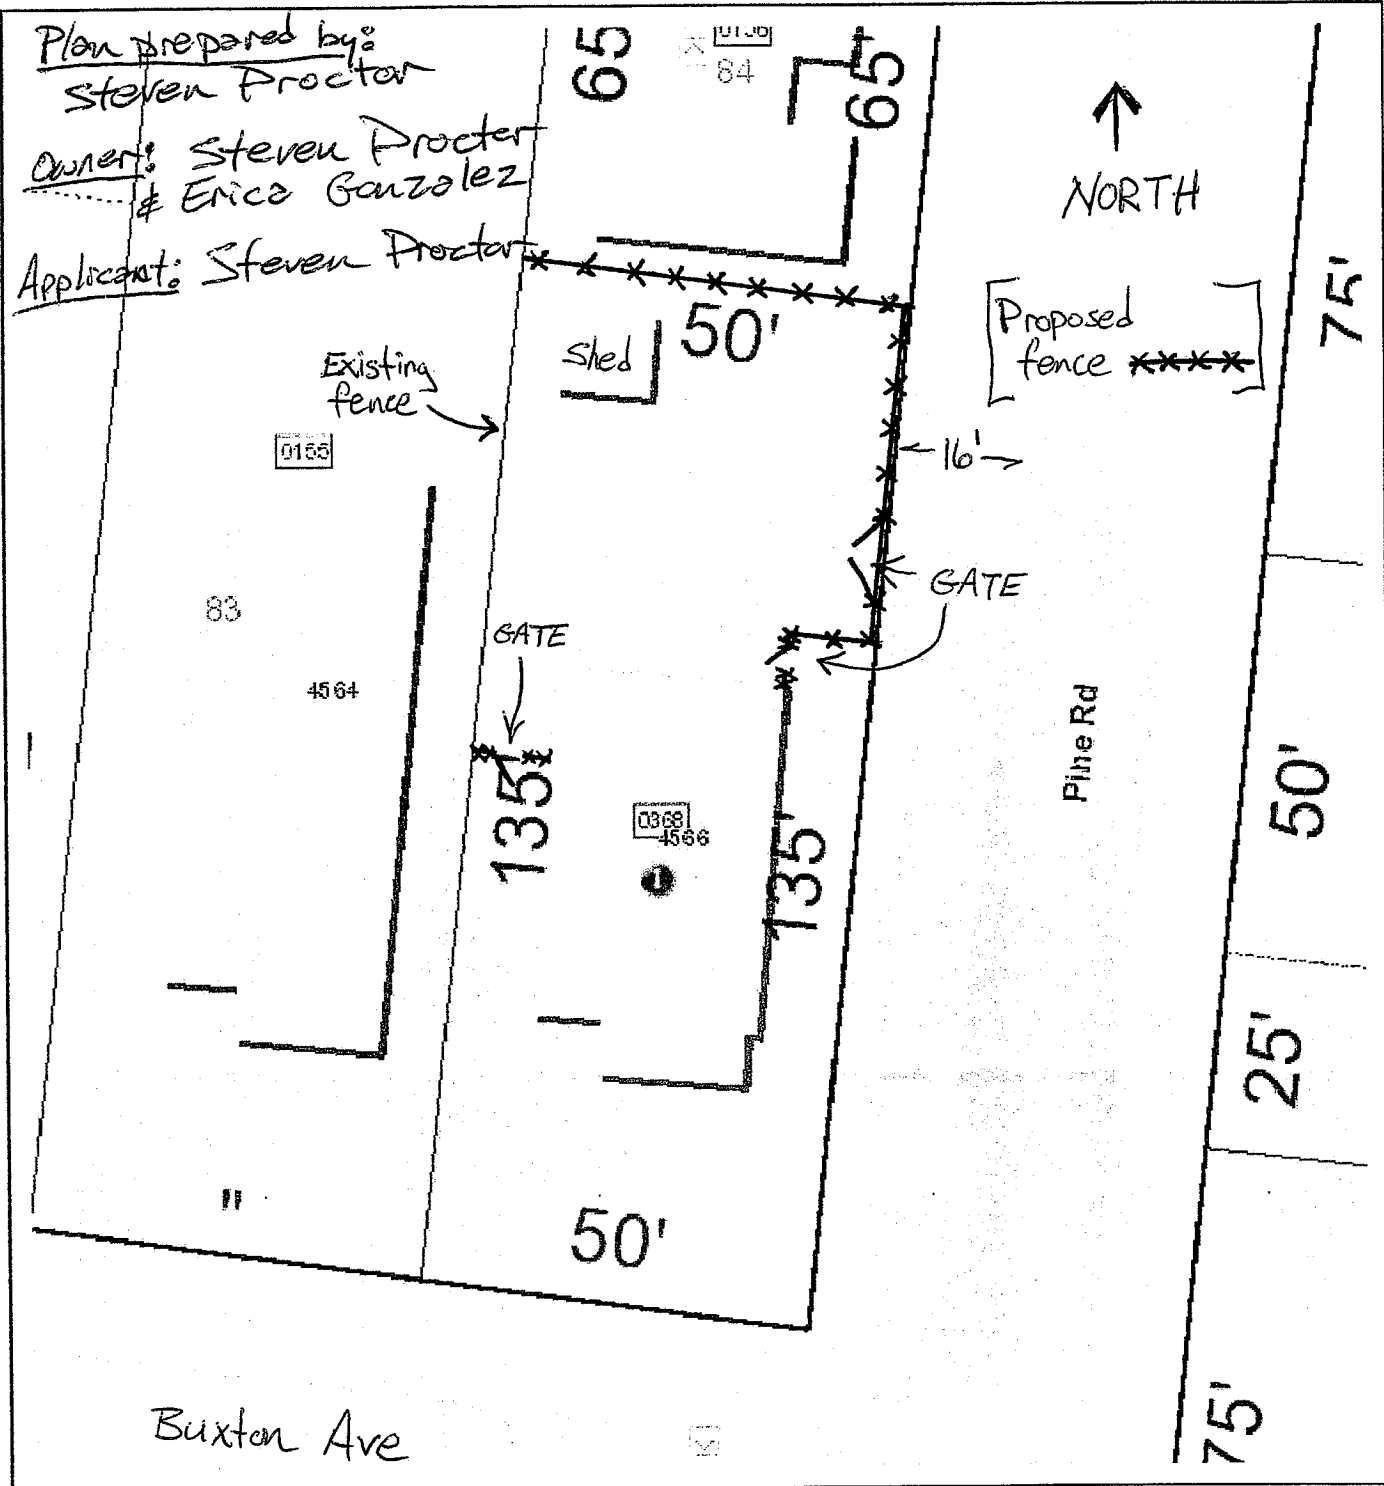 Plan prepared by:
Steven Proctor
Owner: Steven Proctor
& Erica Gonzalez
Applicant: Steven Proctor
65
84
65'
NORTH
75'
Proposed
fence
50'
Shed
Existing
fence
0155
16'
GATE
83
GATE
4564
Pine Rd
50'
135'
0368
4566
1
135'
25'
"
50'
75'
Buxton Ave